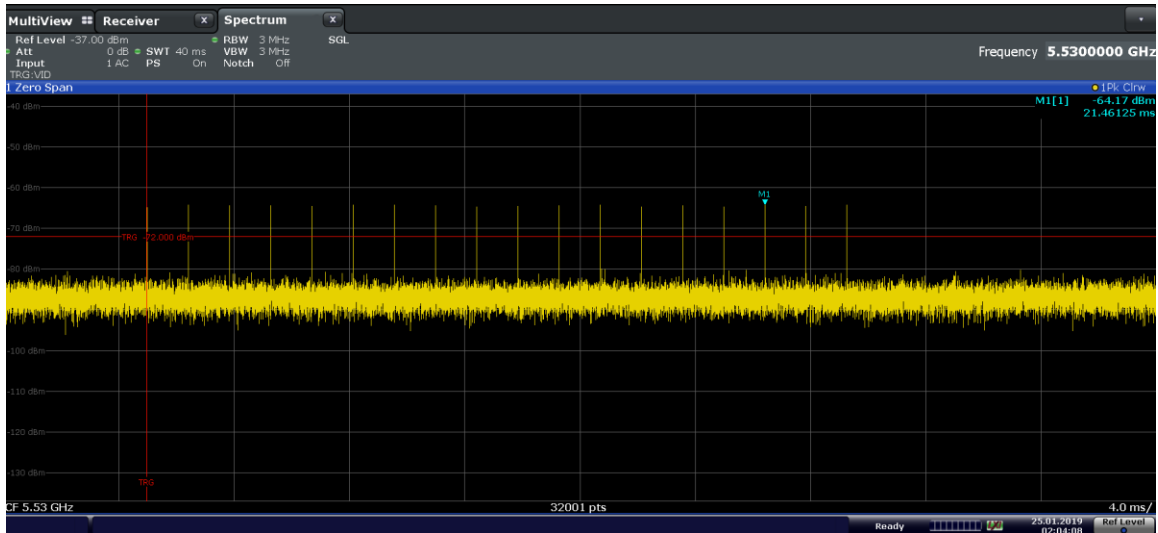 MultiView Receiver X Spectrum X
Ref Level -37.00 dBm RBW 3 MHz SGL
Att 0 dB SWT 40 ms VBW 3 MHz
Input 1 AC PS On Notch Off
Frequency 5.5300000 GHz
TRG:VID
1 Zero Span 1Pk Clrw
M1[1] -64.17 dBm
21.46125 ms
-40 dBm
-50 dBm
-60 dBm
M1
-70 dBm
TRG -72.000 dBm
-80 dBm
-100 dBm
-110 dBm
-120 dBm
-130 dBm
TRG
CF 5.53 GHz 32001 pts 4.0 ms/
Ready 25.01.2019 Ref Level
02:04:08